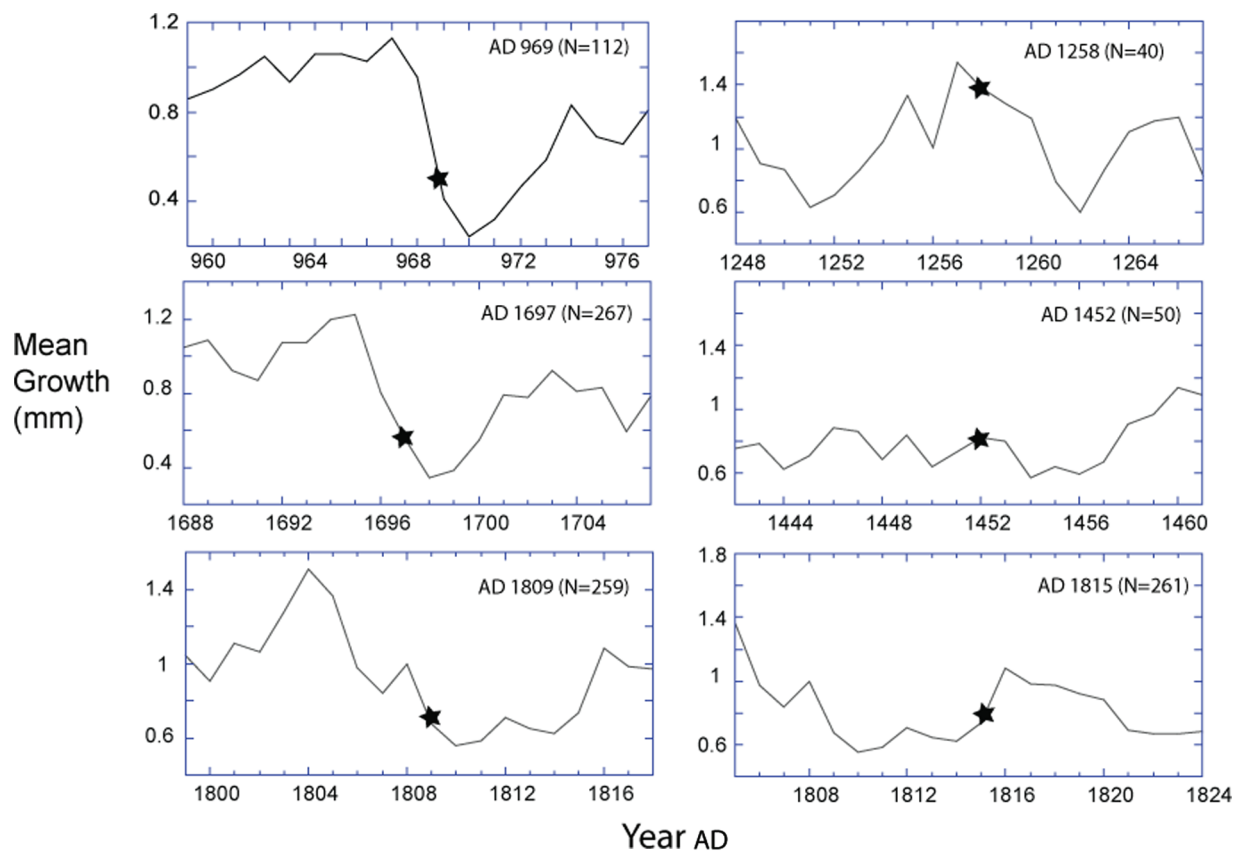 Mean
Growth
(mm)
AD 969 (N=112)
1.2
0.8
0.4
960 964 968 972 976
AD 1258 (N=40)
1.4
1
0.6
1248 1252 1256 1260 1264
AD 1697 (N=267)
1.2
0.8
0.4
1688 1692 1696 1700 1704
AD 1452 (N=50)
1.4
1
0.6
1444 1448 1452 1456 1460
AD 1809 (N=259)
1.4
1
0.6
1800 1804 1808 1812 1816
AD 1815 (N=261)
1.8
1.4
1
0.6
1808 1812 1816 1820 1824
Year AD